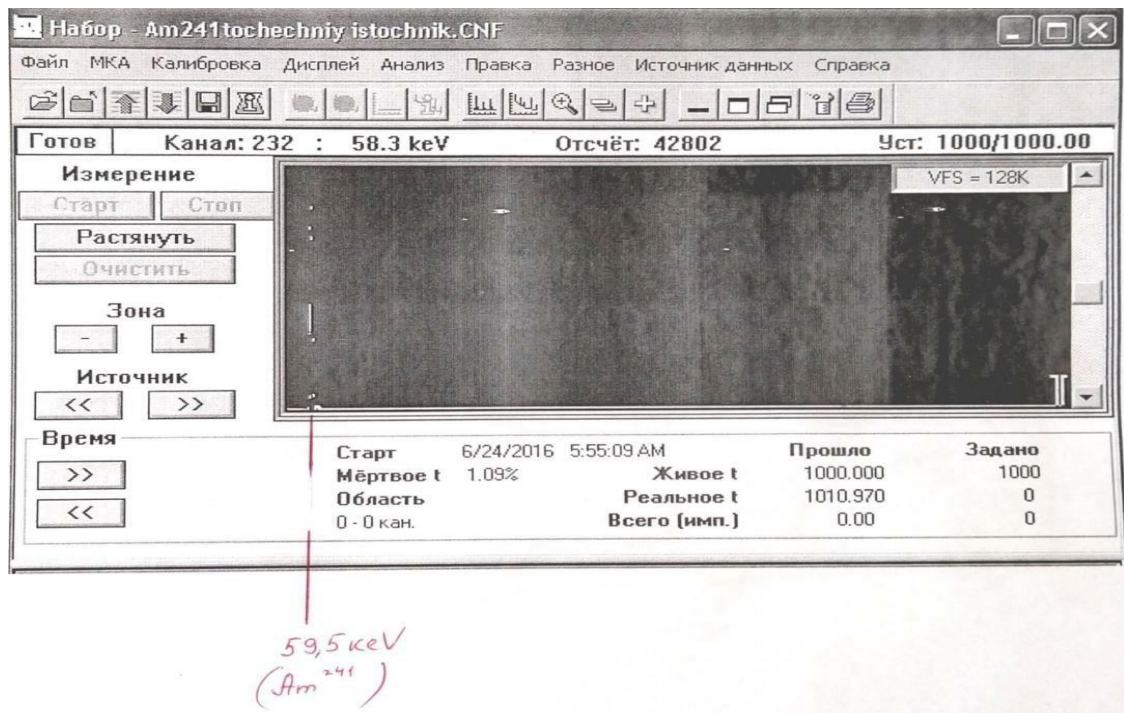 Набор - Am241tochechniy istochnik.CNF
Файл МКА Калибровка Дисплей Анализ Правка Разное Источник данных Справка
Готов Канал: 232 : 58.3 keV Отсчёт: 42802 Уст: 1000/1000.00
Измерение
Старт Стоп
Растянуть
Очистить
Зона
- +
Источник
<< >>
VFS = 128K
Время
>>
<<
Старт 6/24/2016 5:55:09 AM Прошло Задано
Мёртвое t 1.09% Живое t 1000.000 1000
Область Реальное t 1010.970 0
0 - 0 кан. Всего (имп.) 0.00 0
59,5 keV
(Am²⁴¹)